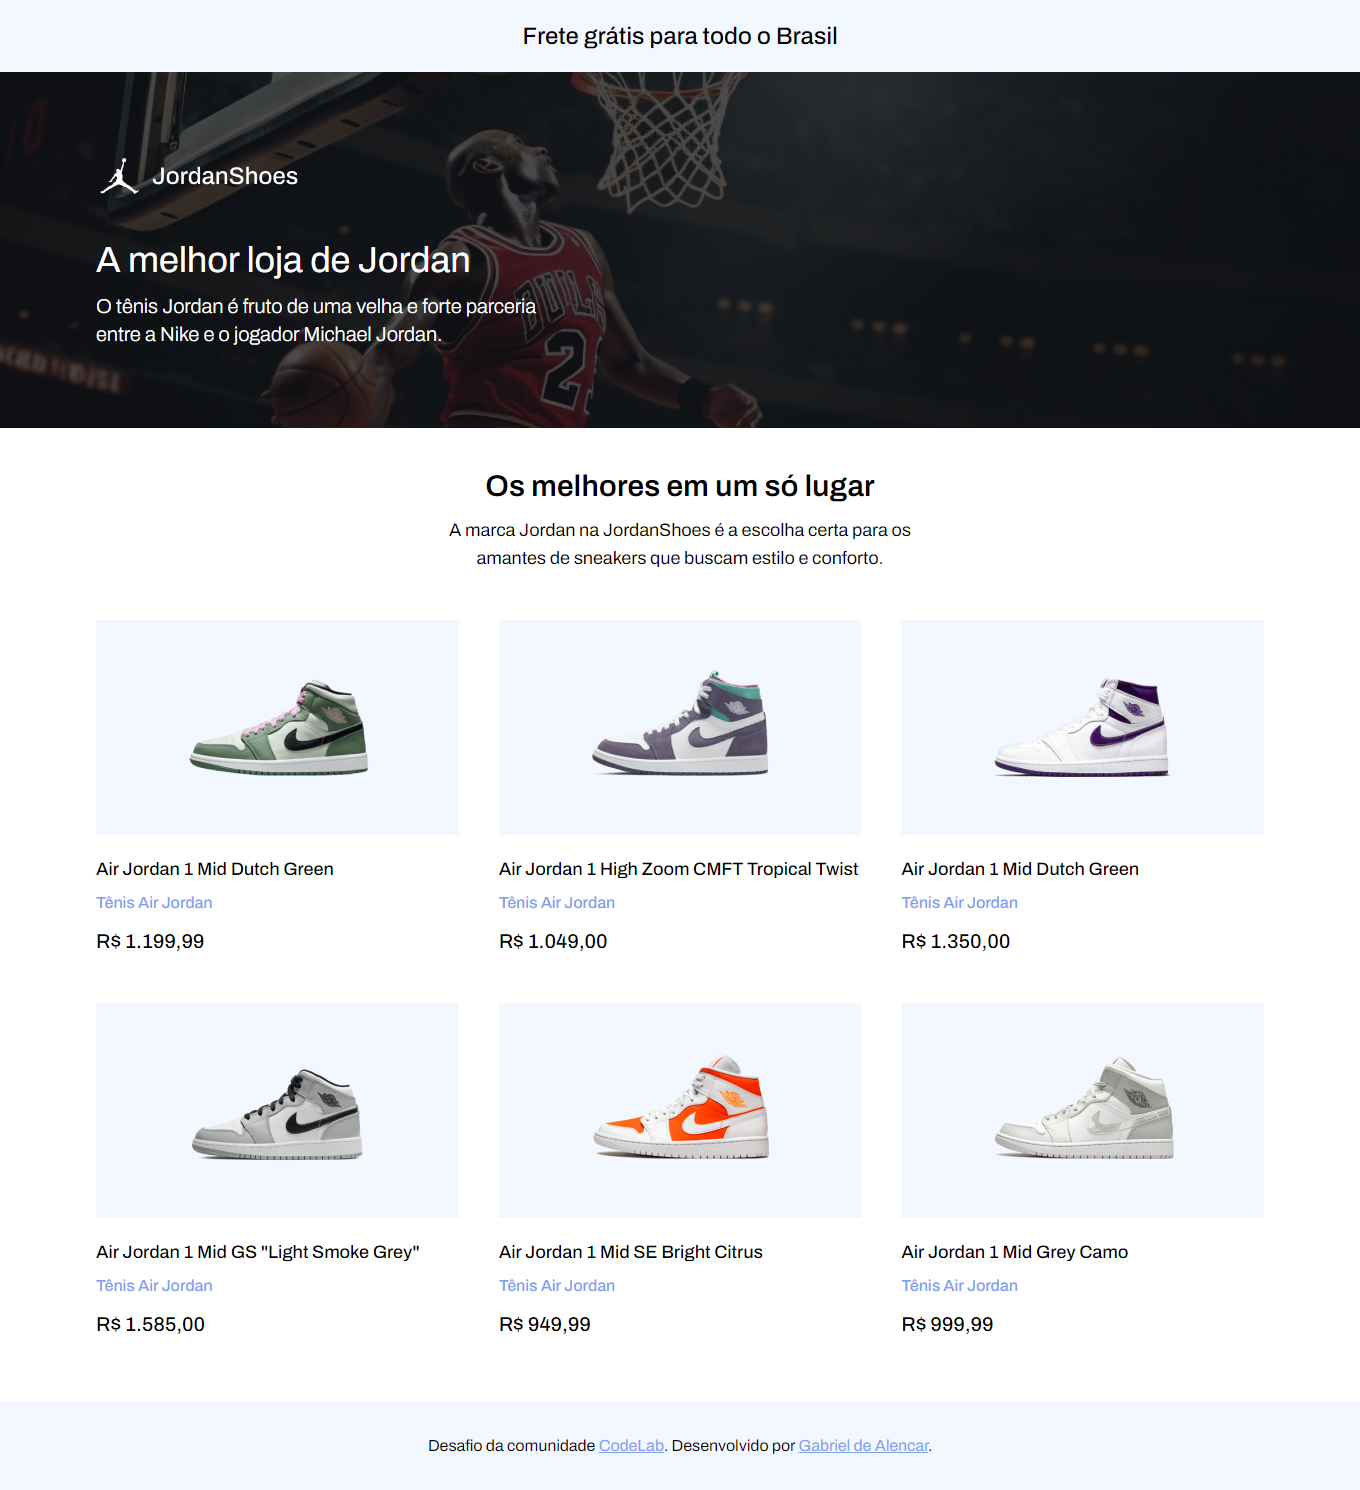 Frete grátis para todo o Brasil
JordanShoes
A melhor loja de Jordan
O tênis Jordan é fruto de uma velha e forte parceria
entre a Nike e o jogador Michael Jordan.
BULLS
Os melhores em um só lugar
A marca Jordan na JordanShoes é a escolha certa para os
amantes de sneakers que buscam estilo e conforto.
Air Jordan 1 Mid Dutch Green
Tênis Air Jordan
R$ 1.199,99
Air Jordan 1 High Zoom CMFT Tropical Twist
Tênis Air Jordan
R$ 1.049,00
Air Jordan 1 Mid Dutch Green
Tênis Air Jordan
R$ 1.350,00
Air Jordan 1 Mid GS "Light Smoke Grey"
Tênis Air Jordan
R$ 1.585,00
Air Jordan 1 Mid SE Bright Citrus
Tênis Air Jordan
R$ 949,99
Air Jordan 1 Mid Grey Camo
Tênis Air Jordan
R$ 999,99
Desafio da comunidade CodeLab. Desenvolvido por Gabriel de Alencar.